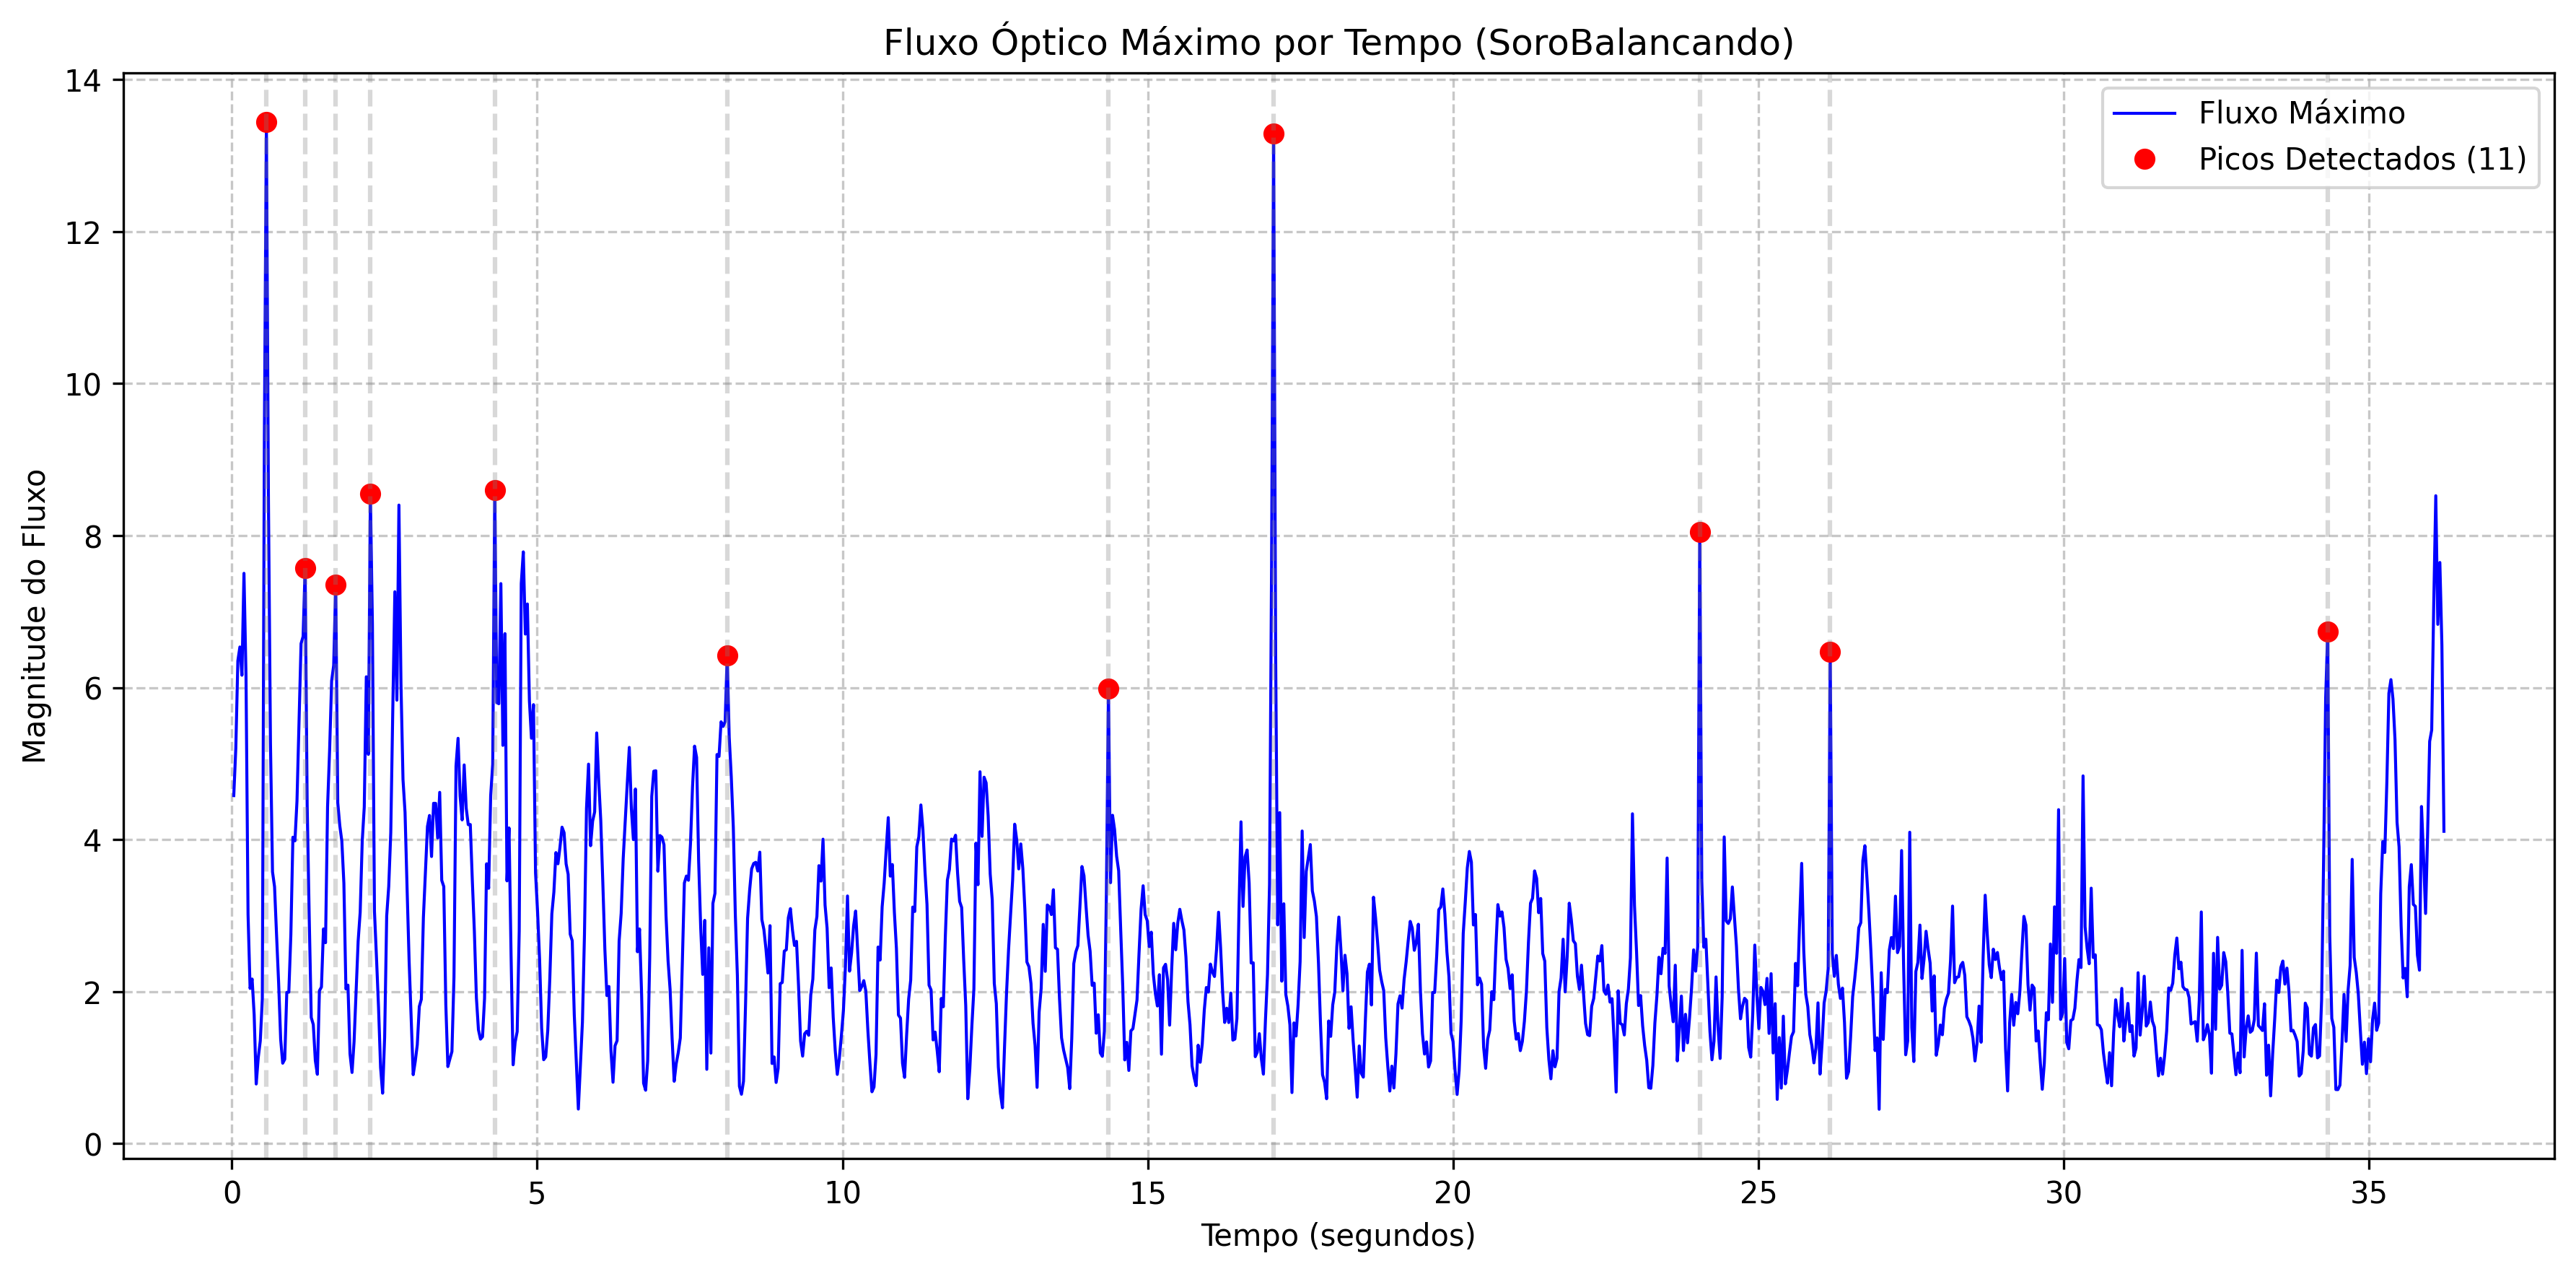 Fluxo Óptico Máximo por Tempo (SoroBalancando)
Fluxo Máximo
Picos Detectados (11)
Magnitude do Fluxo
14
12
10
8
6
4
2
0
0 5 10 15 20 25 30 35
Tempo (segundos)